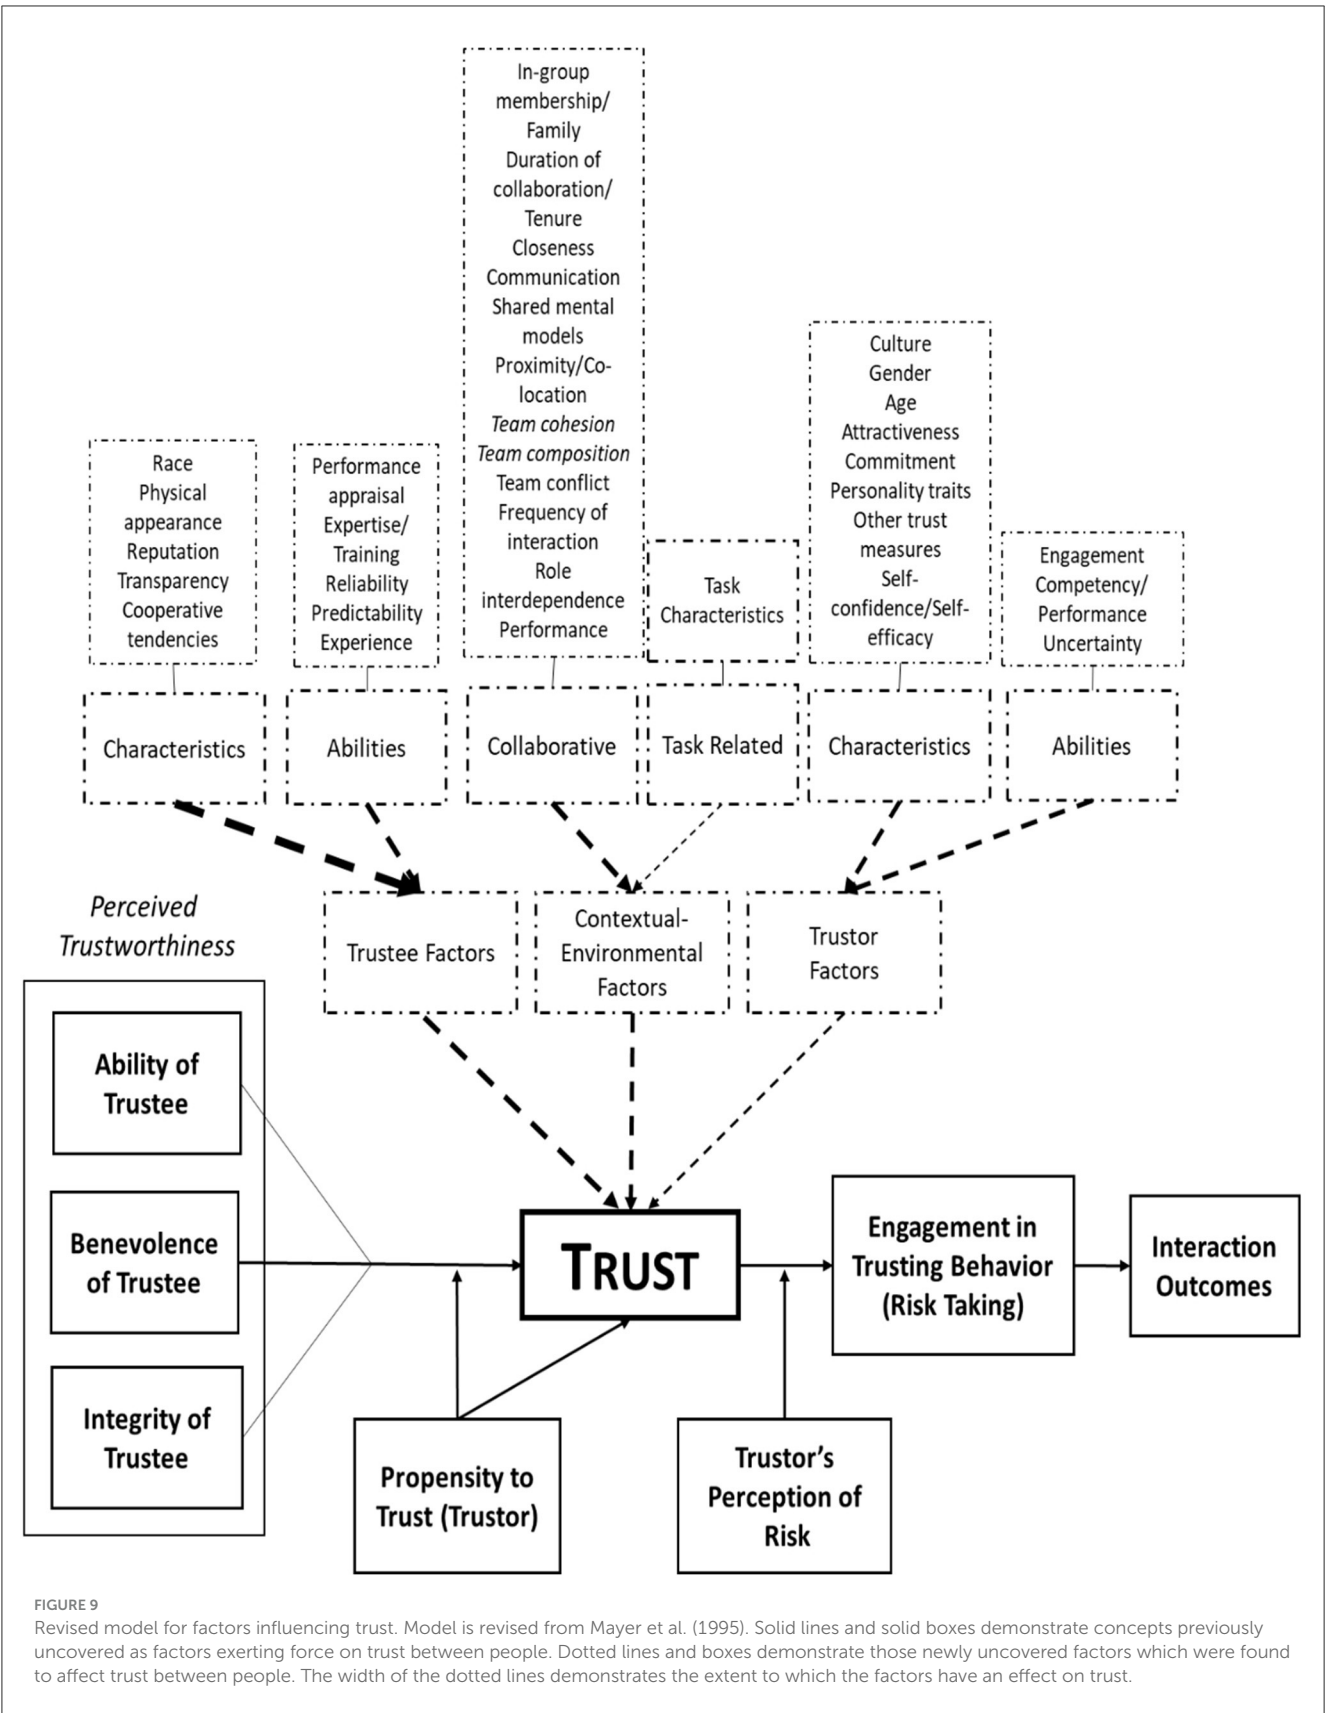 In-group
membership/
Family
Duration of
collaboration/
Tenure
Closeness
Communication
Shared mental
models
Proximity/Co-
location
Team cohesion
Team composition
Team conflict
Frequency of
interaction
Role
interdependence
Performance
Culture
Gender
Age
Attractiveness
Commitment
Personality traits
Other trust
measures
Self-
confidence/Self-
efficacy
Race
Physical
appearance
Reputation
Transparency
Cooperative
tendencies
Performance
appraisal
Expertise/
Training
Reliability
Predictability
Experience
Task
Characteristics
Engagement
Competency/
Performance
Uncertainty
Characteristics
Abilities
Collaborative
Task Related
Characteristics
Abilities
Perceived
Trustworthiness
Trustee Factors
Contextual-
Environmental
Factors
Trustor
Factors
Ability of
Trustee
Benevolence
of Trustee
Integrity of
Trustee
TRUST
Engagement in
Trusting Behavior
(Risk Taking)
Interaction
Outcomes
Propensity to
Trust (Trustor)
Trustor's
Perception of
Risk
FIGURE 9
Revised model for factors influencing trust. Model is revised from Mayer et al. (1995). Solid lines and solid boxes demonstrate concepts previously
uncovered as factors exerting force on trust between people. Dotted lines and boxes demonstrate those newly uncovered factors which were found
to affect trust between people. The width of the dotted lines demonstrates the extent to which the factors have an effect on trust.